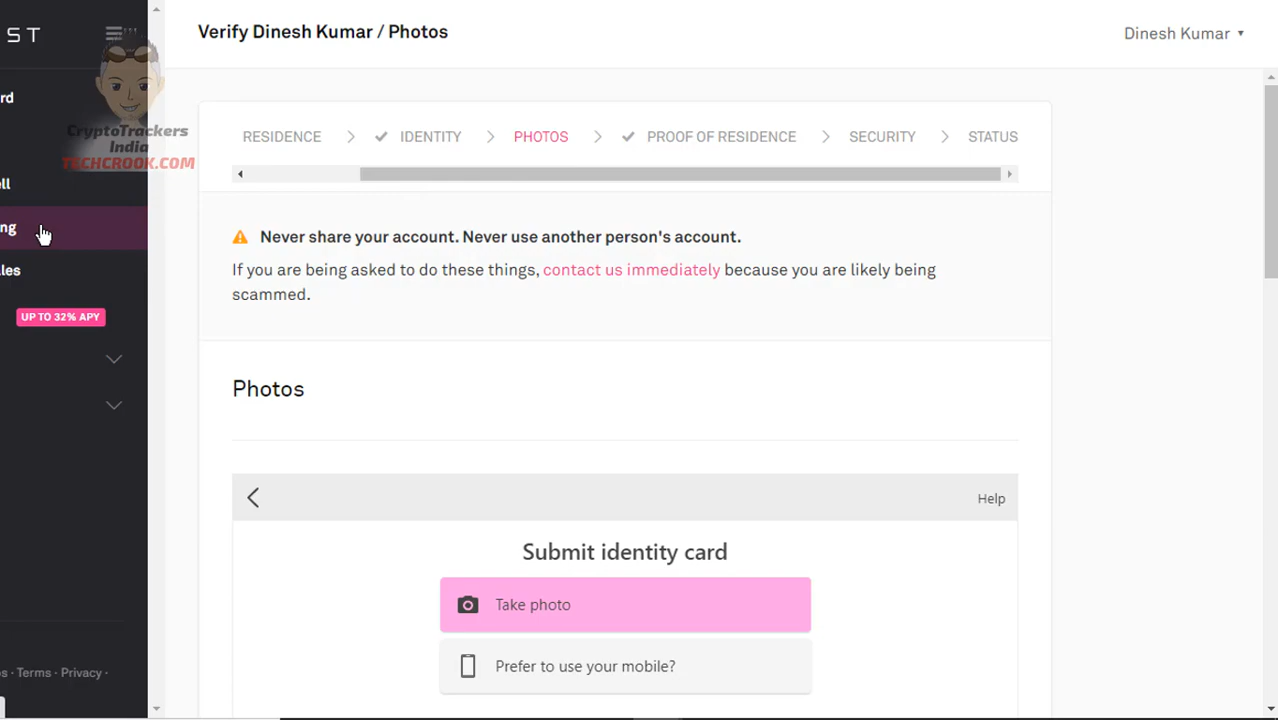 ST
Verify Dinesh Kumar / Photos
Dinesh Kumar
rd
CryptoTrackers
India
TECHCROOK.COM
RESIDENCE
IDENTITY
PHOTOS
PROOF OF RESIDENCE
SECURITY
STATUS
ll
ng
Never share your account. Never use another person's account.
les
If you are being asked to do these things, contact us immediately because you are likely being
scammed.
UP TO 32% APY
Photos
Help
Submit identity card
Take photo
Prefer to use your mobile?
s · Terms · Privacy ·